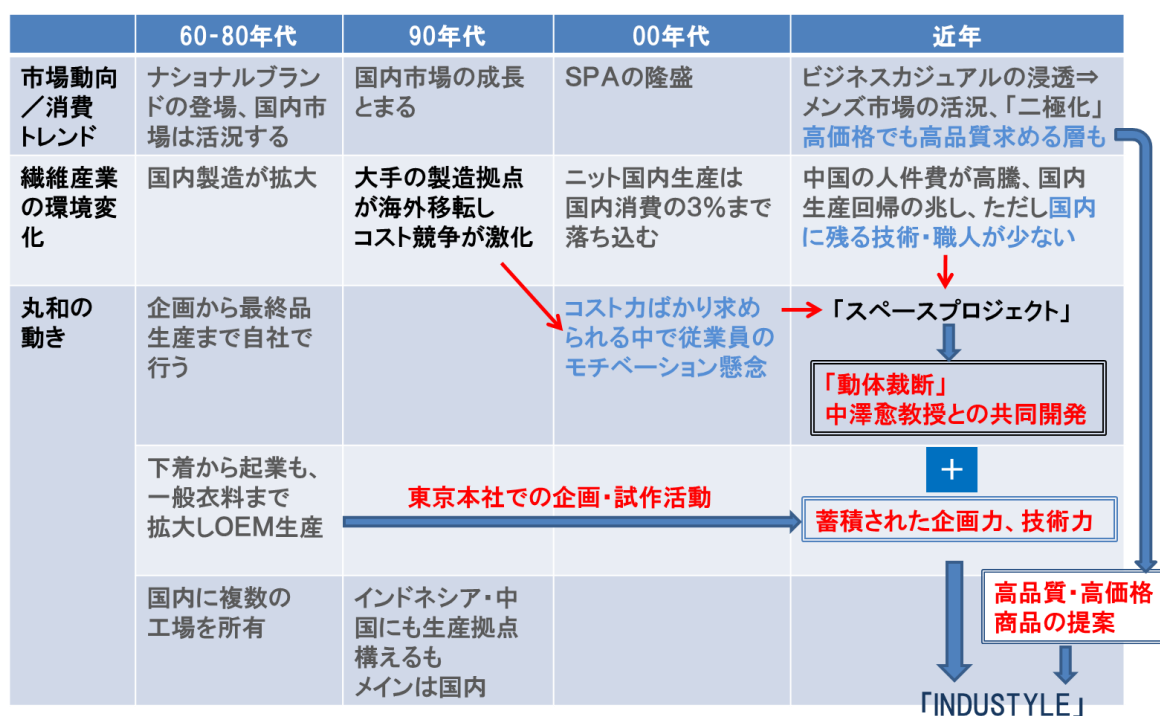 60-80年代
90年代
00年代
近年
市場動向
／消費
トレンド
ナショナルブラン
ドの登場、国内市
場は活況する
国内市場の成長
とまる
SPAの隆盛
ビジネスカジュアルの浸透⇒
メンズ市場の活況、「二極化」
高価格でも高品質求める層も
繊維産業
の環境変
化
国内製造が拡大
大手の製造拠点
が海外移転し
コスト競争が激化
ニット国内生産は
国内消費の3%まで
落ち込む
中国の人件費が高騰、国内
生産回帰の兆し、ただし国内
に残る技術・職人が少ない
丸和の
動き
企画から最終品
生産まで自社で
行う
コスト力ばかり求め
られる中で従業員の
モチベーション懸念
「スペースプロジェクト」
「動体裁断」
中澤愈教授との共同開発
下着から起業も、
一般衣料まで
拡大しOEM生産
東京本社での企画・試作活動
+
蓄積された企画力、技術力
国内に複数の
工場を所有
インドネシア・中
国にも生産拠点
構えるも
メインは国内
高品質・高価格
商品の提案
「INDUSTYLE」